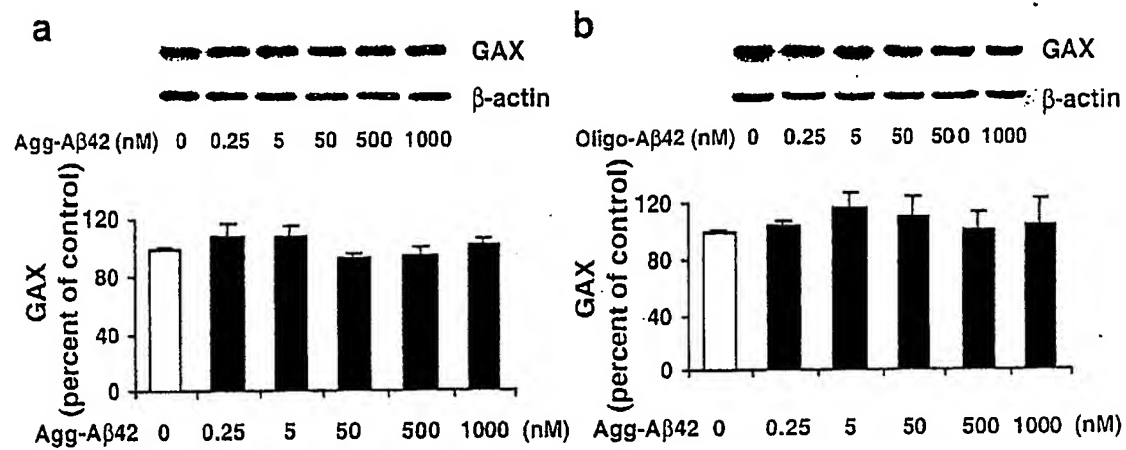 a
GAX
β-actin
Agg-Aβ42 (nM) 0 0.25 5 50 500 1000
GAX
(percent of control)
120
80
40
0
Agg-Aβ42 0 0.25 5 50 500 1000 (nM)
b
GAX
β-actin
Oligo-Aβ42 (nM) 0 0.25 5 50 500 1000
GAX
(percent of control)
120
80
40
0
Agg-Aβ42 0 0.25 5 50 500 1000 (nM)